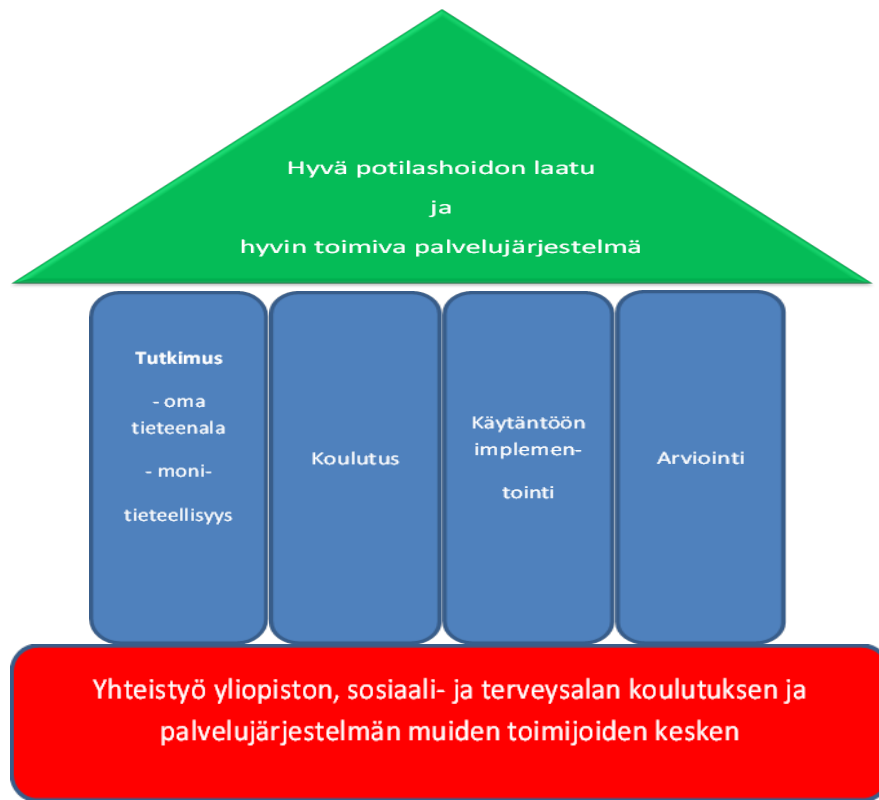 Hyvä potilashoidon laatu
ja
hyvin toimiva palvelujärjestelmä
Tutkimus
- oma
tieteenala
- moni-
tieteellisyys
Koulutus
Käytäntöön
implemen-
tointi
Arviointi
Yhteistyö yliopiston, sosiaali- ja terveysalan koulutuksen ja
palvelujärjestelmän muiden toimijoiden kesken